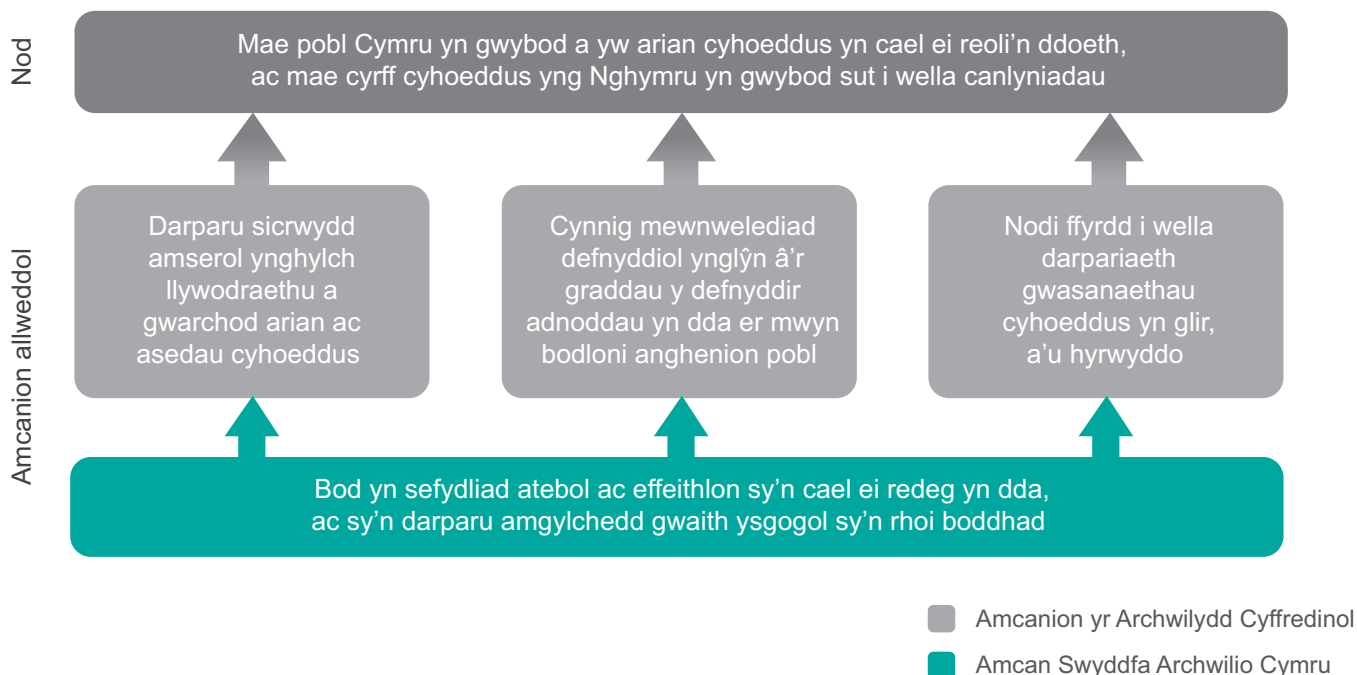 Nod
Mae pobl Cymru yn gwybod a yw arian cyhoeddus yn cael ei reoli’n ddoeth,
ac mae cyrff cyhoeddus yng Nghymru yn gwybod sut i wella canlyniadau
Amcanion allweddol
Darparu sicrwydd
amserol ynghylch
llywodraethu a
gwarchod arian ac
asedau cyhoeddus
Cynnig mewnwelediad
defnyddiol ynglŷn â’r
graddau y defnyddir
adnoddau yn dda er mwyn
bodloni anghenion pobl
Nodi ffyrdd i wella
darpariaeth
gwasanaethau
cyhoeddus yn glir,
a’u hyrwyddo
Bod yn sefydliad atebol ac effeithlon sy’n cael ei redeg yn dda,
ac sy’n darparu amgylchedd gwaith ysgogol sy’n rhoi boddhad
Amcanion yr Archwilydd Cyffredinol
Amcan Swyddfa Archwilio Cymru